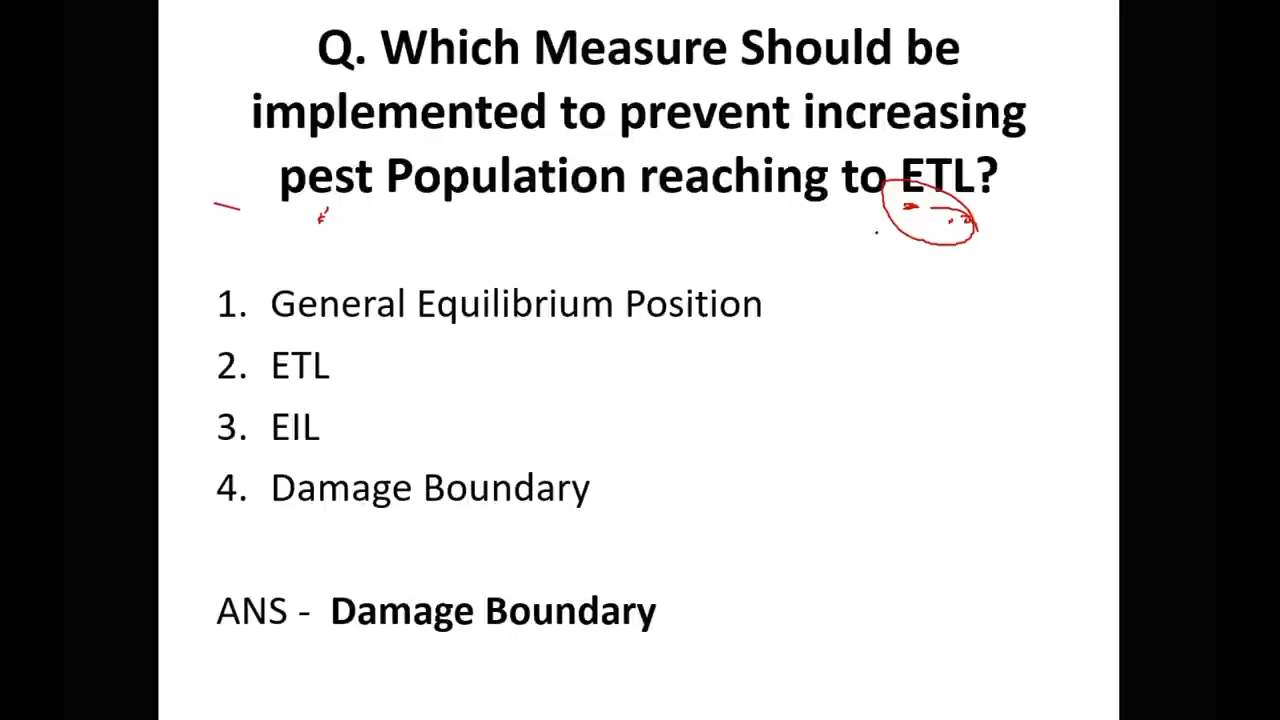 Q. Which Measure Should be
implemented to prevent increasing
pest Population reaching to ETL?
1. General Equilibrium Position
2. ETL
3. EIL
4. Damage Boundary
ANS - Damage Boundary